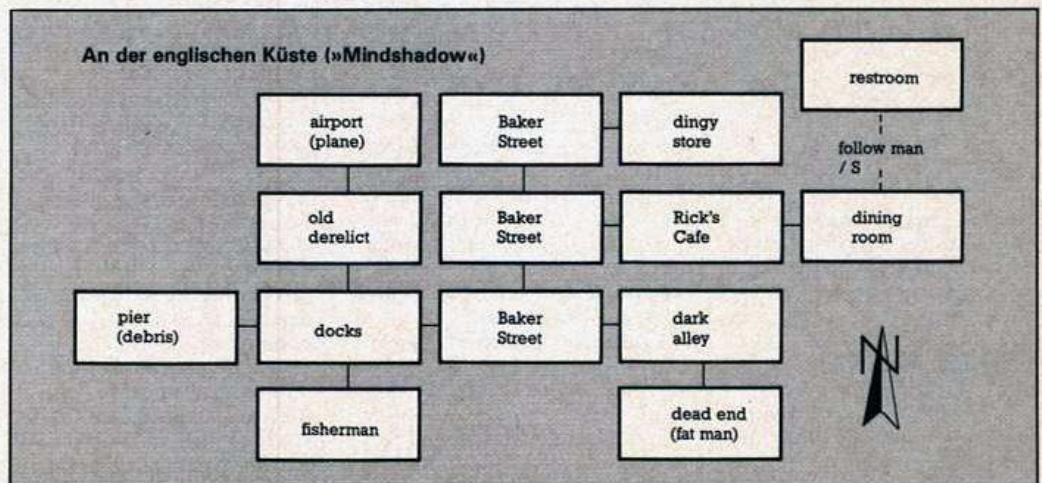 An der englischen Küste (»Mindshadow«)
restroom
airport
(plane)
Baker
Street
dingy
store
follow man
/ S
old
derelict
Baker
Street
Rick's
Cafe
dining
room
pier
(debris)
docks
Baker
Street
dark
alley
N
fisherman
dead end
(fat man)